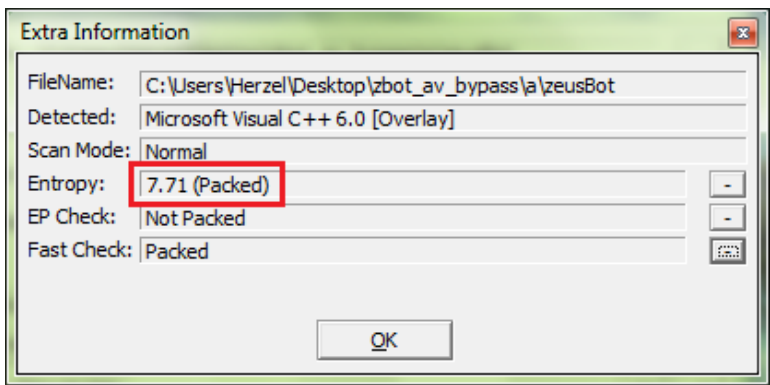 Extra Information
FileName: C:\Users\Herzel\Desktop\zbot_av_bypass\a\zeusBot
Detected: Microsoft Visual C++ 6.0 [Overlay]
Scan Mode: Normal
Entropy: 7.71 (Packed) -
EP Check: Not Packed -
Fast Check: Packed
OK